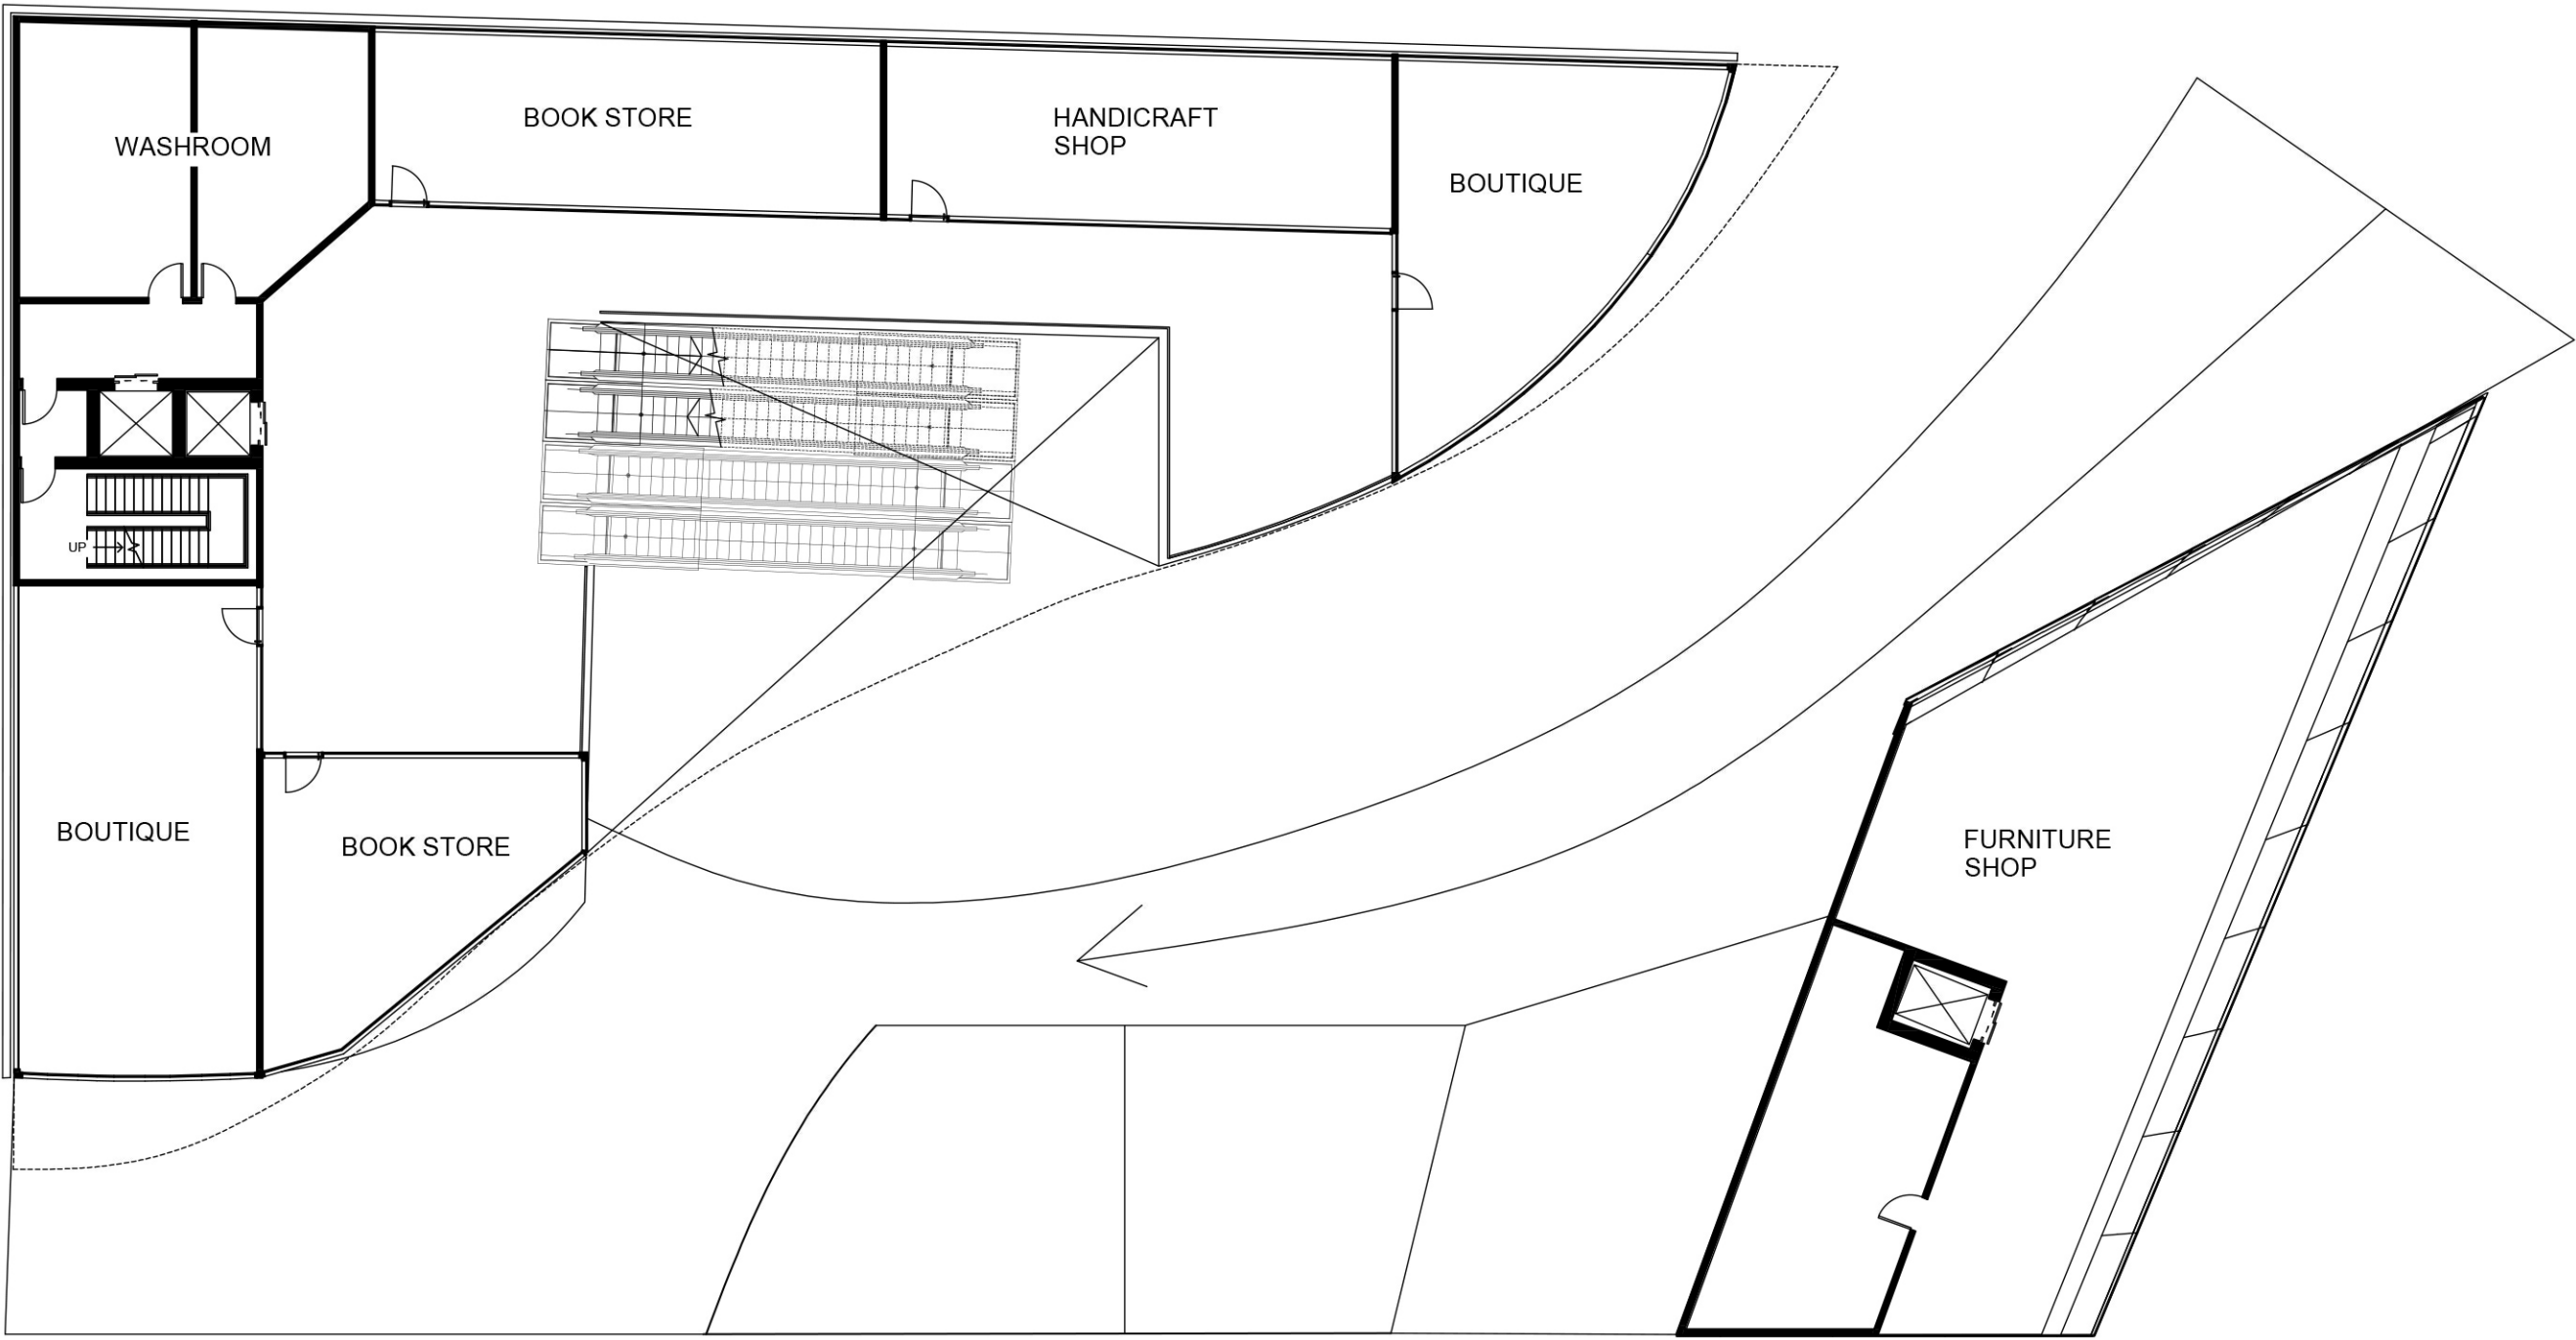 BOOK STORE
HANDICRAFT
SHOP
WASHROOM
BOUTIQUE
UP
BOUTIQUE
BOOK STORE
FURNITURE
SHOP